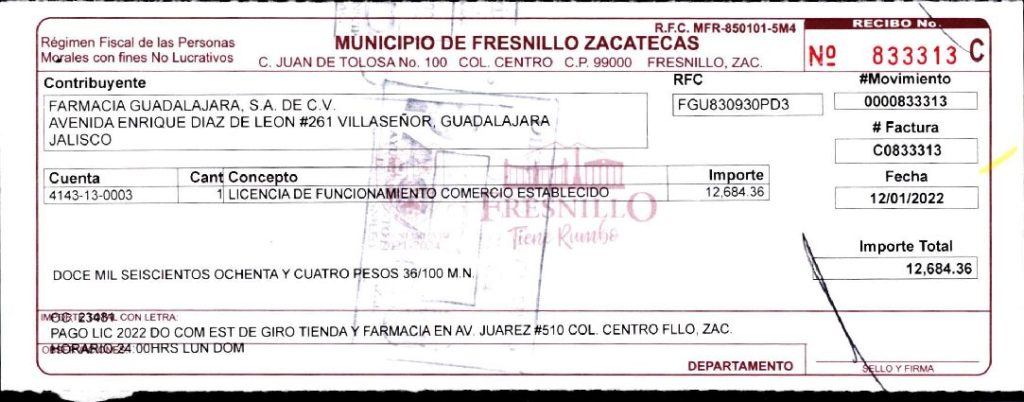 R.F.C. MFR-850101-5M4
RECIBO No.
Régimen Fiscal de las Personas
Morales con fines No Lucrativos
MUNICIPIO DE FRESNILLO ZACATECAS
C. JUAN DE TOLOSA No. 100 COL. CENTRO C.P. 99000 FRESNILLO, ZAC.
Nº 833313 C
Contribuyente
RFC
#Movimiento
FARMACIA GUADALAJARA, S.A. DE C.V.
AVENIDA ENRIQUE DIAZ DE LEON #261 VILLASEÑOR, GUADALAJARA
JALISCO
FGU830930PD3
0000833313
# Factura
C0833313
Cuenta Cant Concepto Importe
4143-13-0003 1 LICENCIA DE FUNCIONAMIENTO COMERCIO ESTABLECIDO 12,684.36
Fecha
12/01/2022
FRESNILLO
Tiene Rumbo
Importe Total
12,684.36
DOCE MIL SEISCIENTOS OCHENTA Y CUATRO PESOS 36/100 M.N.
CON LETRA:
23481
PAGO LIC 2022 DO COM EST DE GIRO TIENDA Y FARMACIA EN AV. JUAREZ #510 COL. CENTRO FLLO, ZAC.
HORARIO 24:00HRS LUN DOM
DEPARTAMENTO
SELLO Y FIRMA